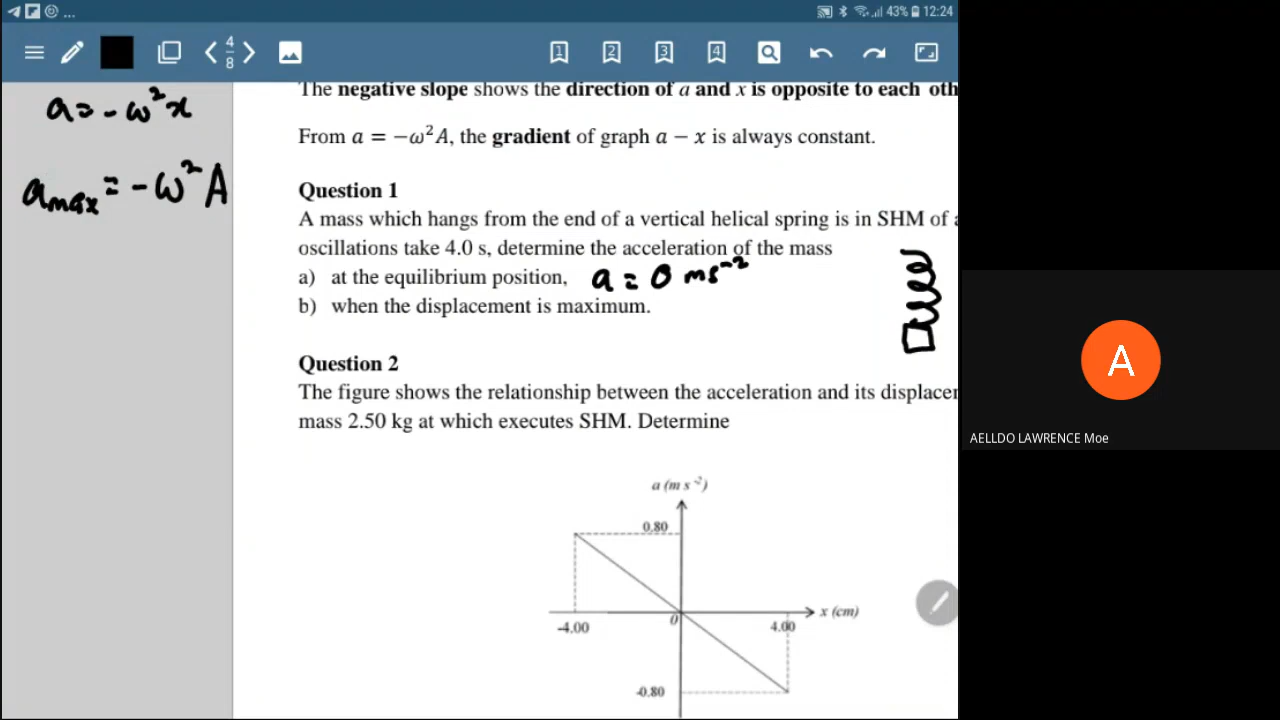 43% 12:24
4
8
1 2 3 4
a = -ω²x
a max = -ω²A
The negative slope shows the direction of a and x is opposite to each oth
From a = −ω²A, the gradient of graph a − x is always constant.
Question 1
A mass which hangs from the end of a vertical helical spring is in SHM of a
oscillations take 4.0 s, determine the acceleration of the mass
a) at the equilibrium position, a = 0 ms⁻²
b) when the displacement is maximum.
Question 2
The figure shows the relationship between the acceleration and its displacer
mass 2.50 kg at which executes SHM. Determine
a (m s⁻²)
0.80
0
x (cm)
-4.00
4.00
-0.80
A
AELLDO LAWRENCE Moe